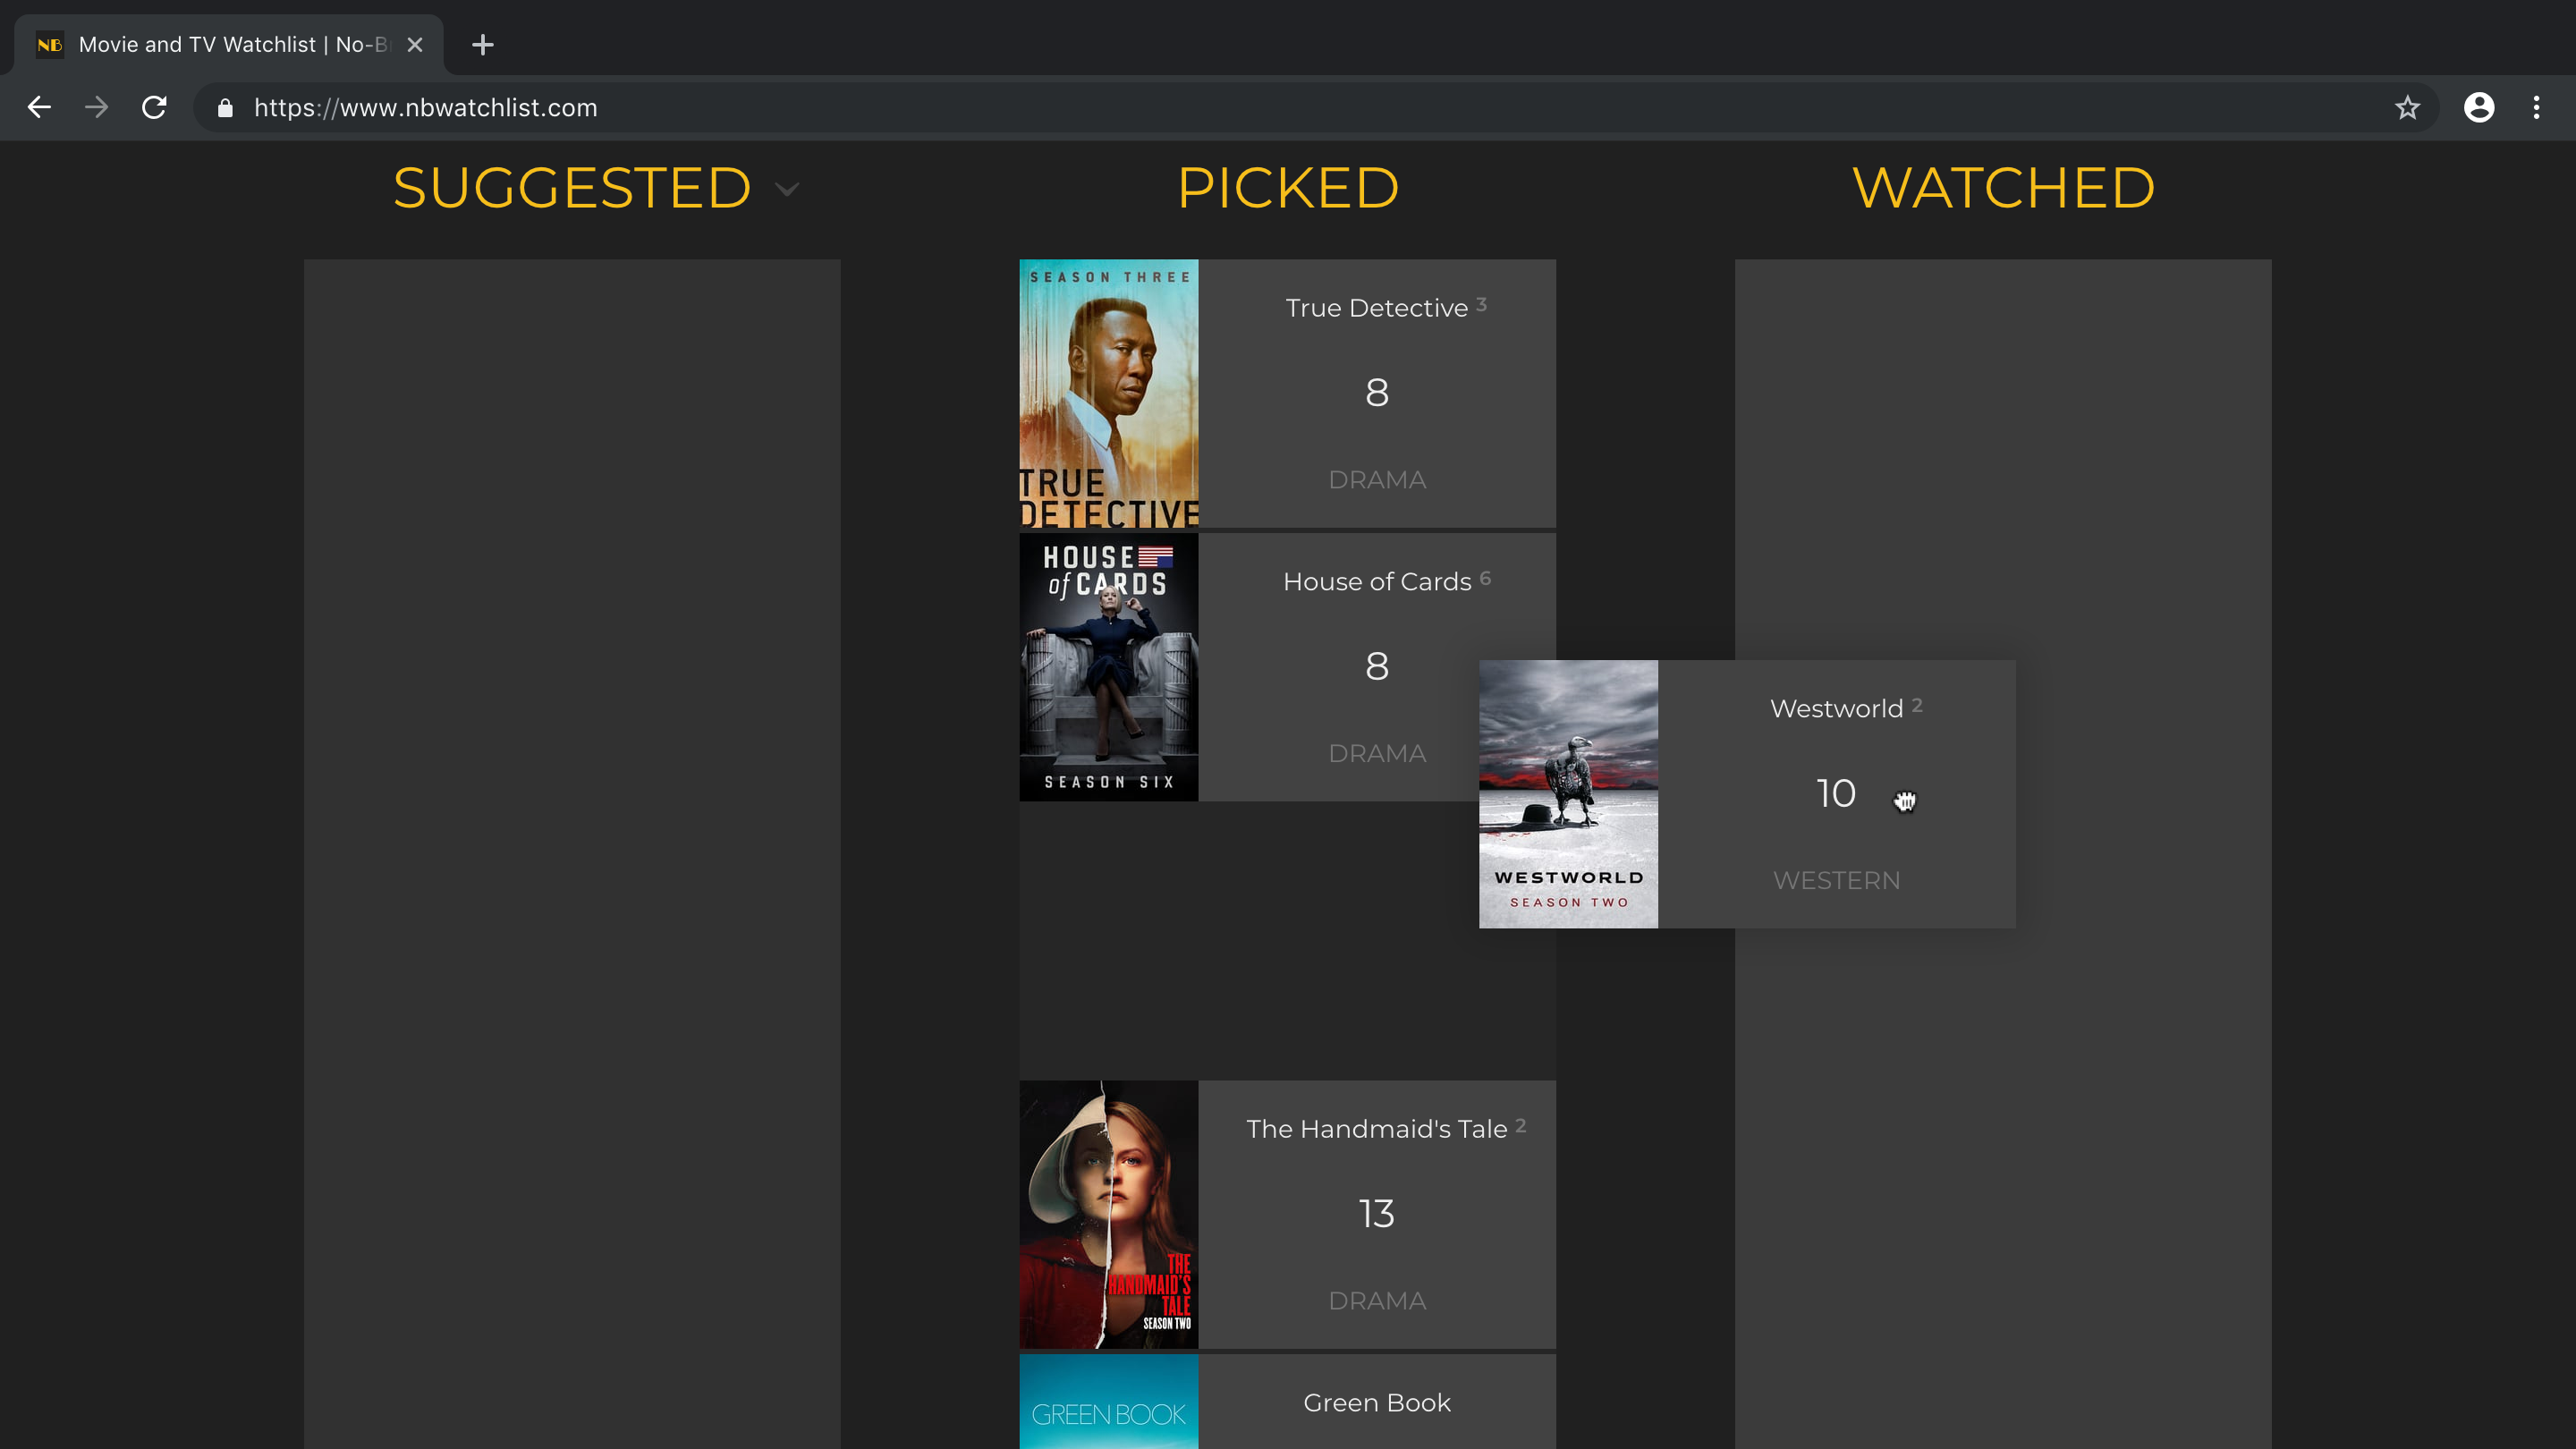 NB Movie and TV Watchlist | No-B
https://www.nbwatchlist.com
SUGGESTED
PICKED
WATCHED
SEASON THREE
TRUE
DETECTIVE
True Detective 3
8
DRAMA
HOUSE
of CARDS
SEASON SIX
House of Cards 6
8
DRAMA
WESTWORLD
SEASON TWO
Westworld 2
10
WESTERN
THE
HANDMAID'S
TALE
SEASON TWO
The Handmaid's Tale 2
13
DRAMA
GREEN BOOK
Green Book